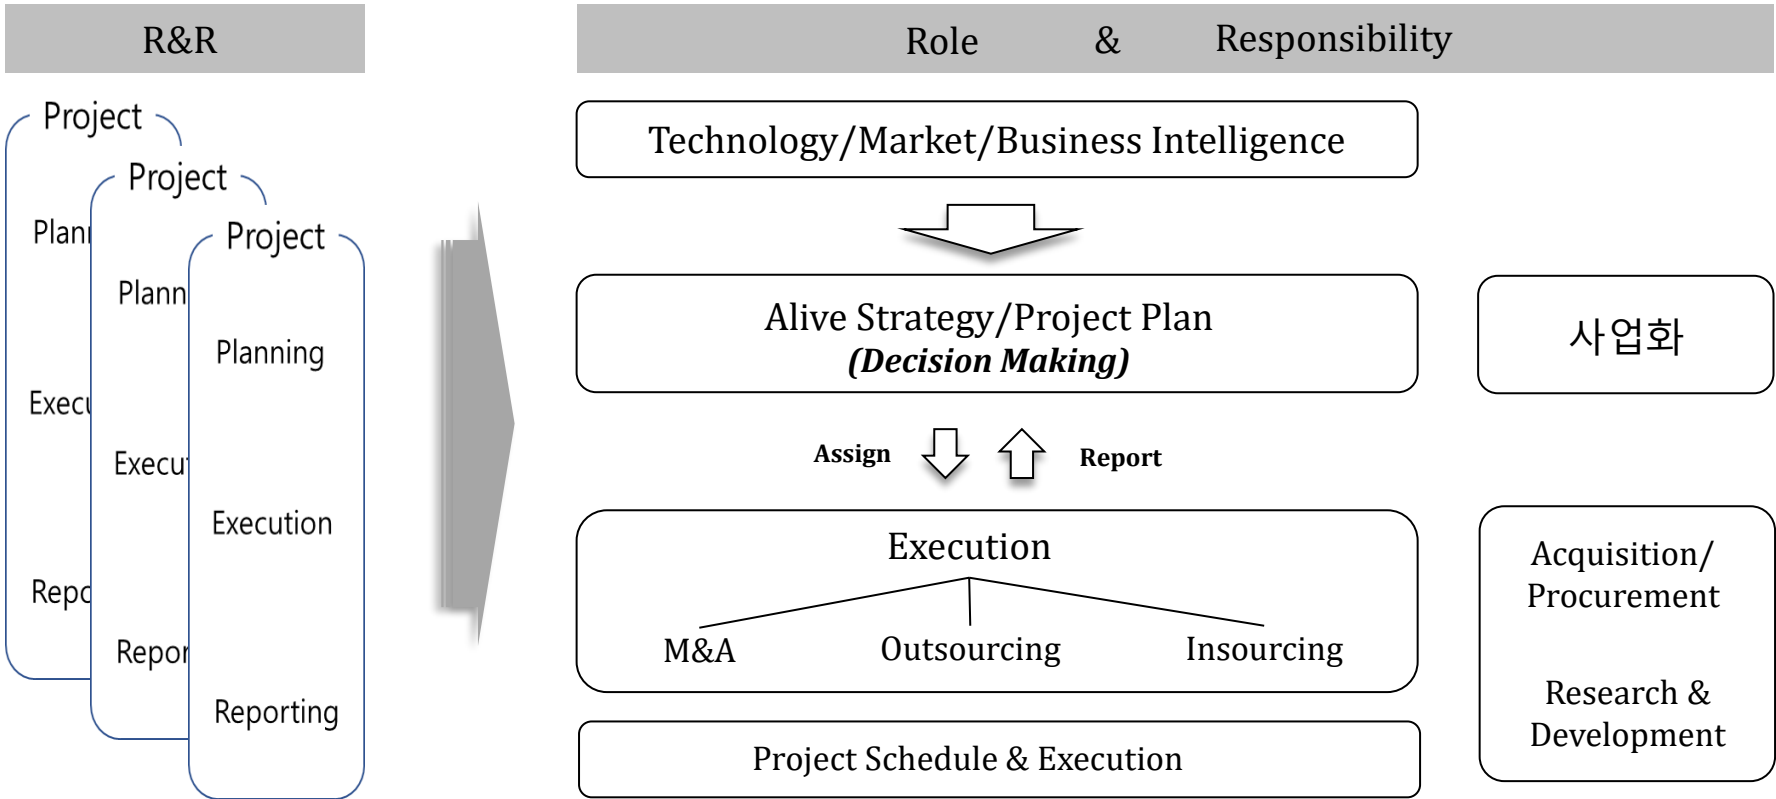 R&R
Project
Project
Project
Planning
Execution
Reporting
Role & Responsibility
Technology/Market/Business Intelligence
Alive Strategy/Project Plan
(Decision Making)
사업화
Assign
Report
Execution
M&A Outsourcing Insourcing
Acquisition/
Procurement
Research &
Development
Project Schedule & Execution